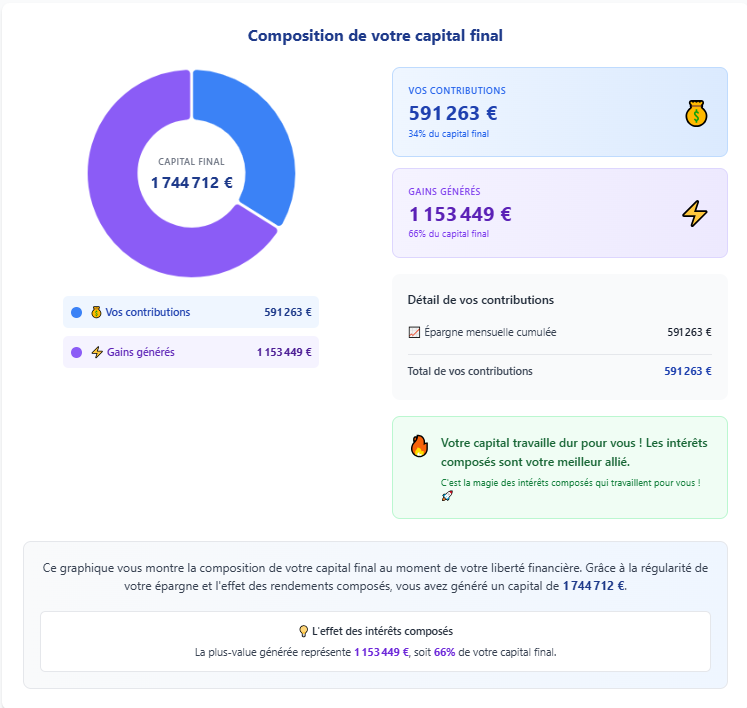 Composition de votre capital final
CAPITAL FINAL
1 744 712 €
Vos contributions 591 263 €
Gains générés 1 153 449 €
VOS CONTRIBUTIONS
591 263 €
34% du capital final
GAINS GÉNÉRÉS
1 153 449 €
66% du capital final
Détail de vos contributions
Épargne mensuelle cumulée 591 263 €
Total de vos contributions 591 263 €
Votre capital travaille dur pour vous ! Les intérêts
composés sont votre meilleur allié.
C'est la magie des intérêts composés qui travaillent pour vous !
Ce graphique vous montre la composition de votre capital final au moment de votre liberté financière. Grâce à la régularité de
votre épargne et l'effet des rendements composés, vous avez généré un capital de 1 744 712 €.
L'effet des intérêts composés
La plus-value générée représente 1 153 449 €, soit 66% de votre capital final.